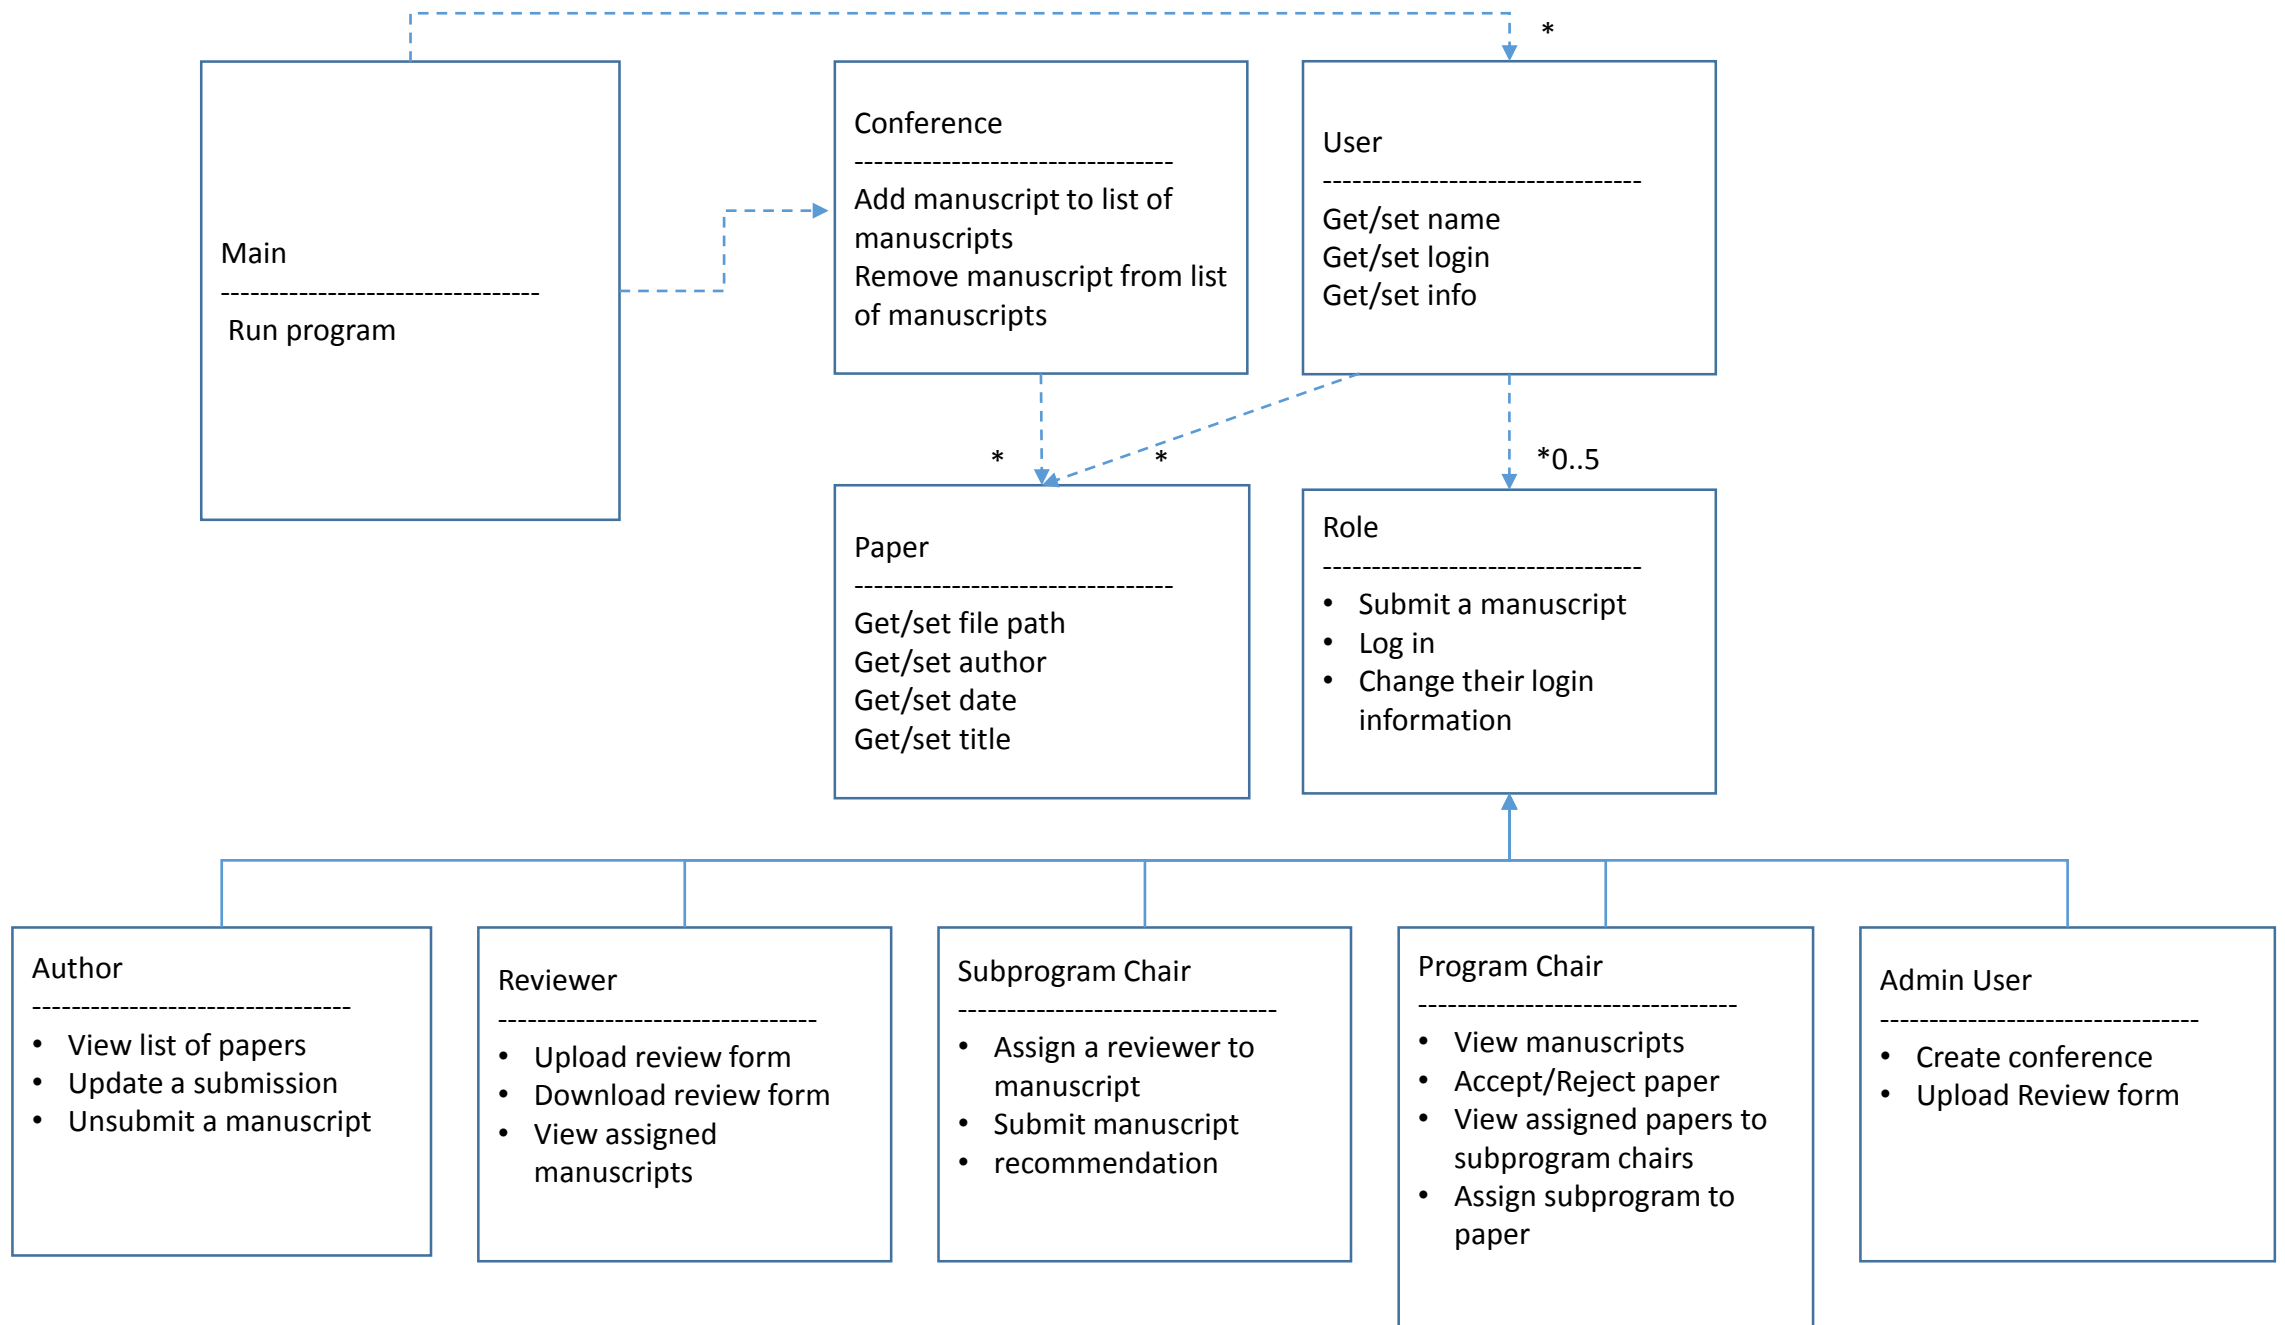 *
Main
---------------------------------
Run program
Conference
---------------------------------
Add manuscript to list of
manuscripts
Remove manuscript from list
of manuscripts
User
---------------------------------
Get/set name
Get/set login
Get/set info
*
*
*0..5
Paper
---------------------------------
Get/set file path
Get/set author
Get/set date
Get/set title
Role
---------------------------------
• Submit a manuscript
• Log in
• Change their login
information
Author
---------------------------------
• View list of papers
• Update a submission
• Unsubmit a manuscript
Reviewer
---------------------------------
• Upload review form
• Download review form
• View assigned
manuscripts
Subprogram Chair
---------------------------------
• Assign a reviewer to
manuscript
• Submit manuscript
• recommendation
Program Chair
---------------------------------
• View manuscripts
• Accept/Reject paper
• View assigned papers to
subprogram chairs
• Assign subprogram to
paper
Admin User
---------------------------------
• Create conference
• Upload Review form